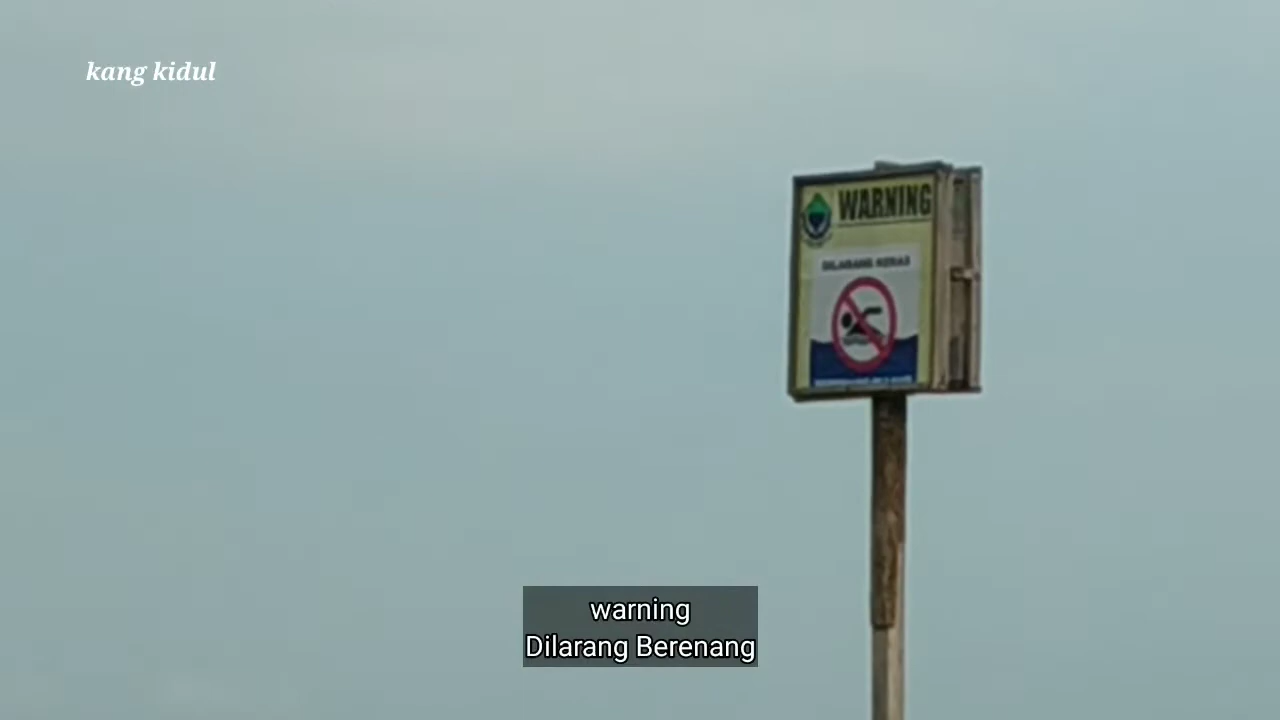 kang kidul
WARNING
DILARANG KERAS
warning
Dilarang Berenang